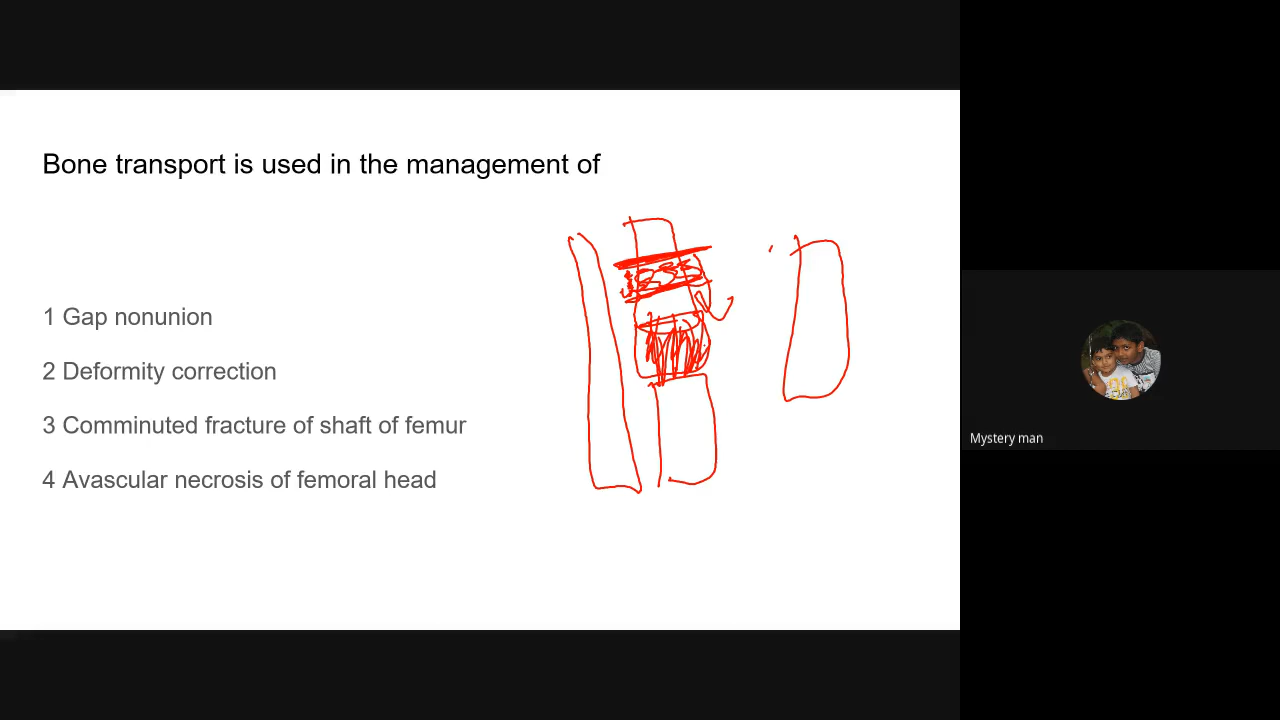 Bone transport is used in the management of
1 Gap nonunion
2 Deformity correction
3 Comminuted fracture of shaft of femur
4 Avascular necrosis of femoral head
Mystery man